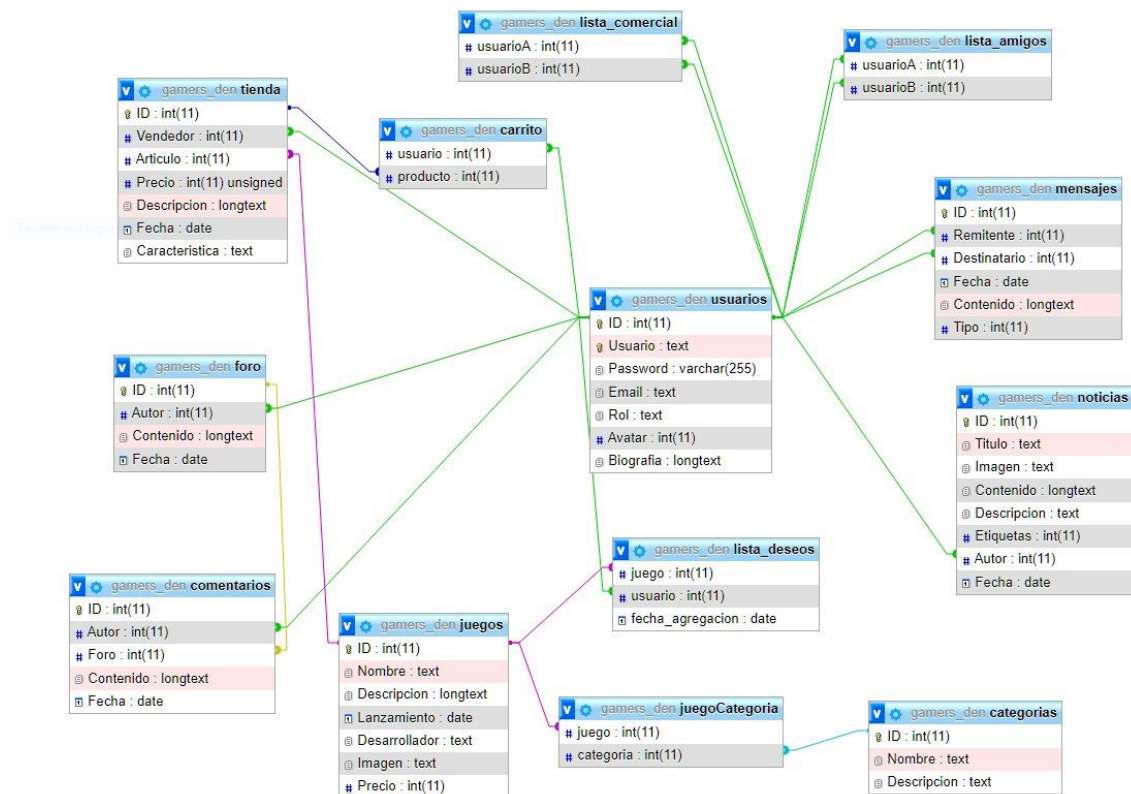 gamers_den lista_comercial
# usuarioA : int(11)
# usuarioB : int(11)
gamers_den lista_amigos
# usuarioA : int(11)
# usuarioB : int(11)
gamers_den tienda
ID : int(11)
# Vendedor : int(11)
# Articulo : int(11)
# Precio : int(11) unsigned
Descripcion : longtext
Fecha : date
Caracteristica : text
gamers_den carrito
# usuario : int(11)
# producto : int(11)
gamers_den mensajes
ID : int(11)
# Remitente : int(11)
# Destinatario : int(11)
Fecha : date
Contenido : longtext
# Tipo : int(11)
gamers_den usuarios
ID : int(11)
Usuario : text
Password : varchar(255)
Email : text
Rol : text
# Avatar : int(11)
Biografia : longtext
gamers_den foro
ID : int(11)
# Autor : int(11)
Contenido : longtext
Fecha : date
gamers_den noticias
ID : int(11)
Titulo : text
Imagen : text
Contenido : longtext
Descripcion : text
# Etiquetas : int(11)
# Autor : int(11)
Fecha : date
gamers_den lista_deseos
# juego : int(11)
# usuario : int(11)
fecha_agregacion : date
gamers_den comentarios
ID : int(11)
# Autor : int(11)
# Foro : int(11)
Contenido : longtext
Fecha : date
gamers_den juegos
ID : int(11)
Nombre : text
Descripcion : longtext
Lanzamiento : date
Desarrollador : text
Imagen : text
# Precio : int(11)
gamers_den juegoCategoria
# juego : int(11)
# categoria : int(11)
gamers_den categorias
ID : int(11)
Nombre : text
Descripcion : text